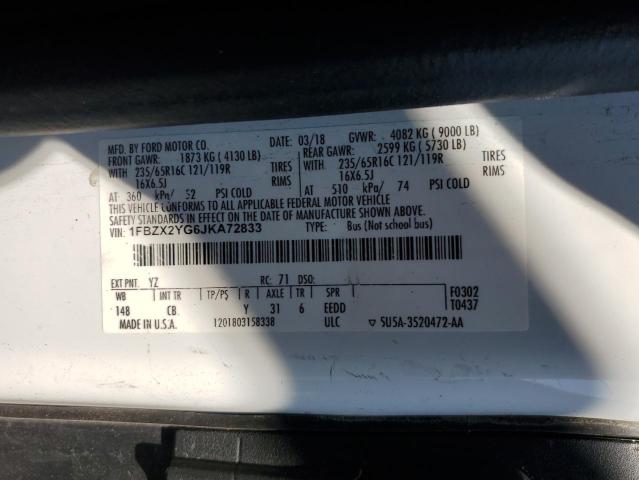 MFD. BY FORD MOTOR CO. DATE: 03/18 GVWR: 4082 KG ( 9000 LB)
FRONT GAWR: 1873 KG ( 4130 LB) REAR GAWR: 2599 KG ( 5730 LB)
WITH 235/65R16C 121/119R TIRES WITH 235/65R16C 121/119R TIRES
16X6.5J RIMS 16X6.5J RIMS
AT 360 kPa/ 52 PSI COLD AT 510 kPa/ 74 PSI COLD
THIS VEHICLE CONFORMS TO ALL APPLICABLE FEDERAL MOTOR VEHICLE
SAFETY STANDARDS IN EFFECT ON THE DATE OF MANUFACTURE SHOWN ABOVE.
VIN: 1FBZX2YG6JKA72833 TYPE: Bus (Not school bus)
EXT PNT: YZ RC: 71 DSO: F0302
WB INT TR TP/PS R AXLE TR SPR T0437
148 CB Y 31 6 EEDD
MADE IN U.S.A. 1201803158338 ULC 5U5A-3520472-AA